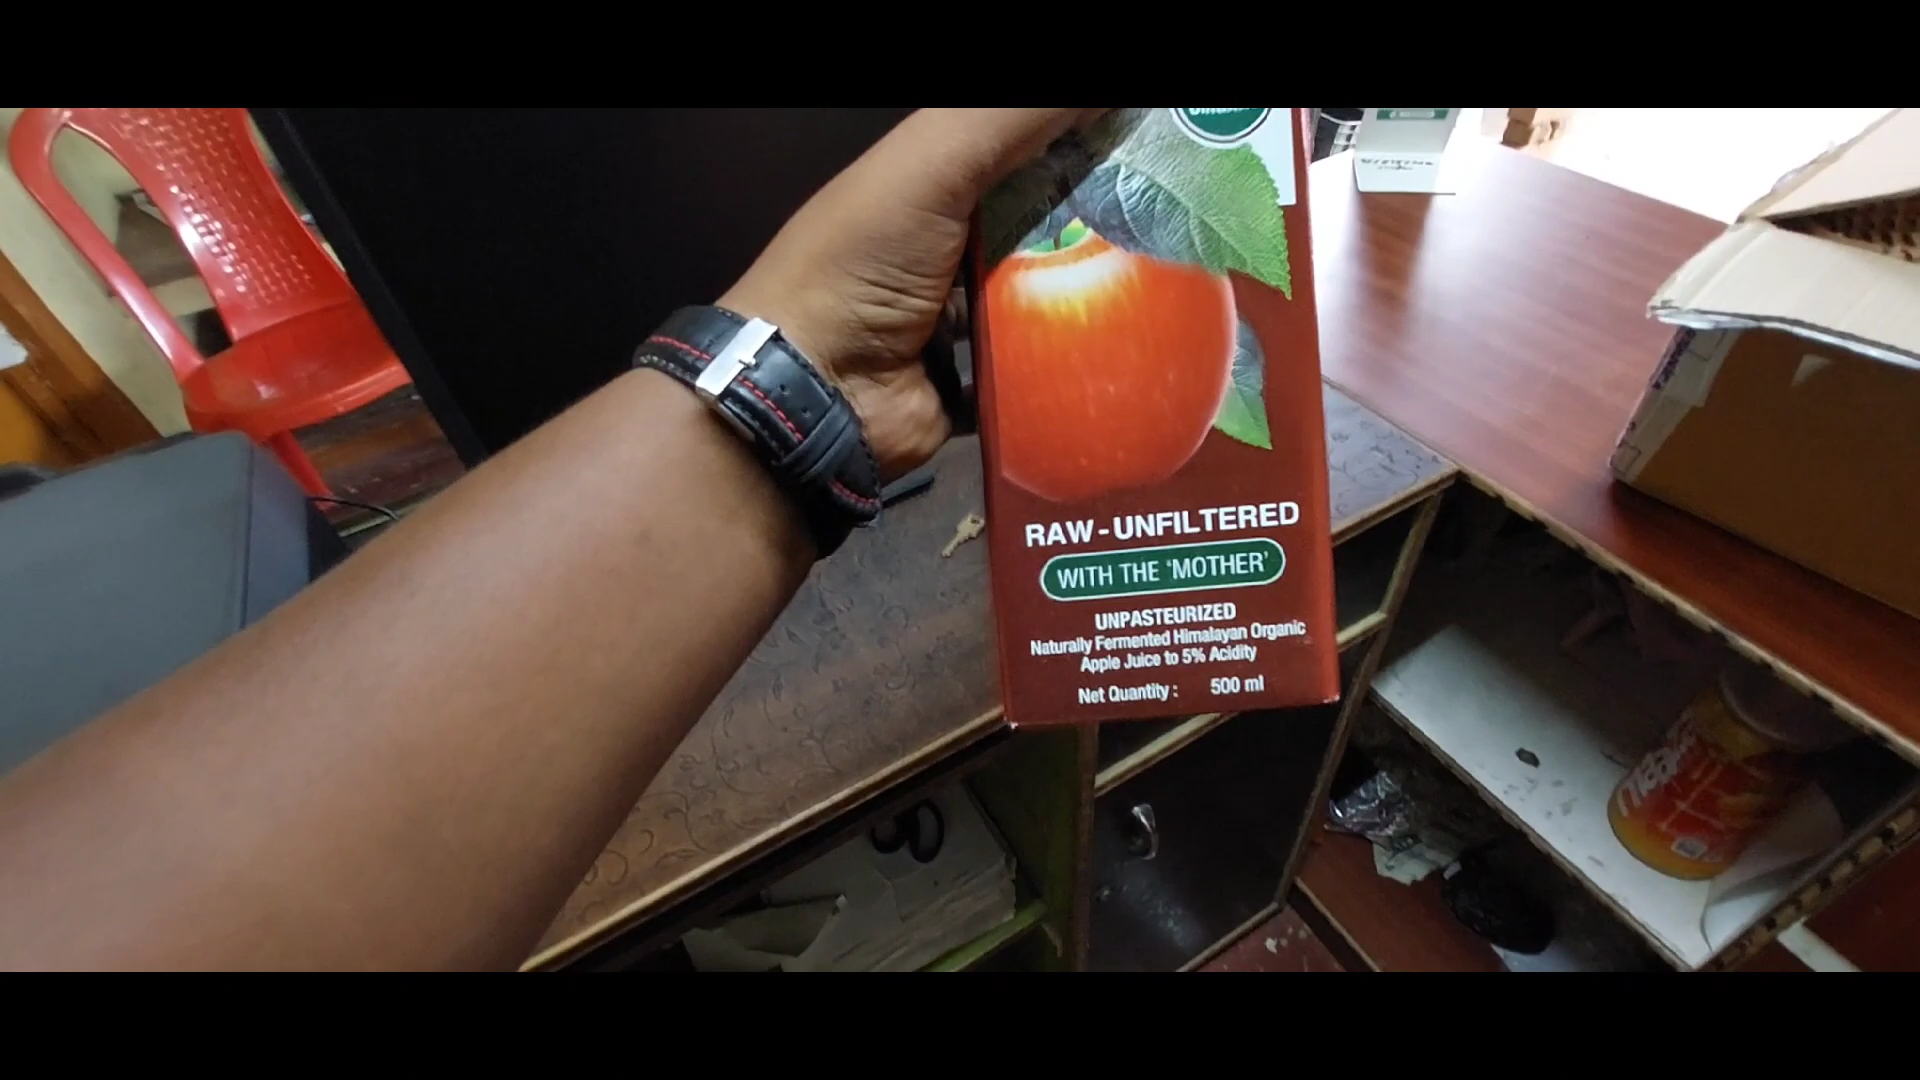 RAW - UNFILTERED
WITH THE 'MOTHER'
UNPASTEURIZED
Naturally Fermented Himalayan Organic
Apple Juice to 5% Acidity
Net Quantity : 500 ml